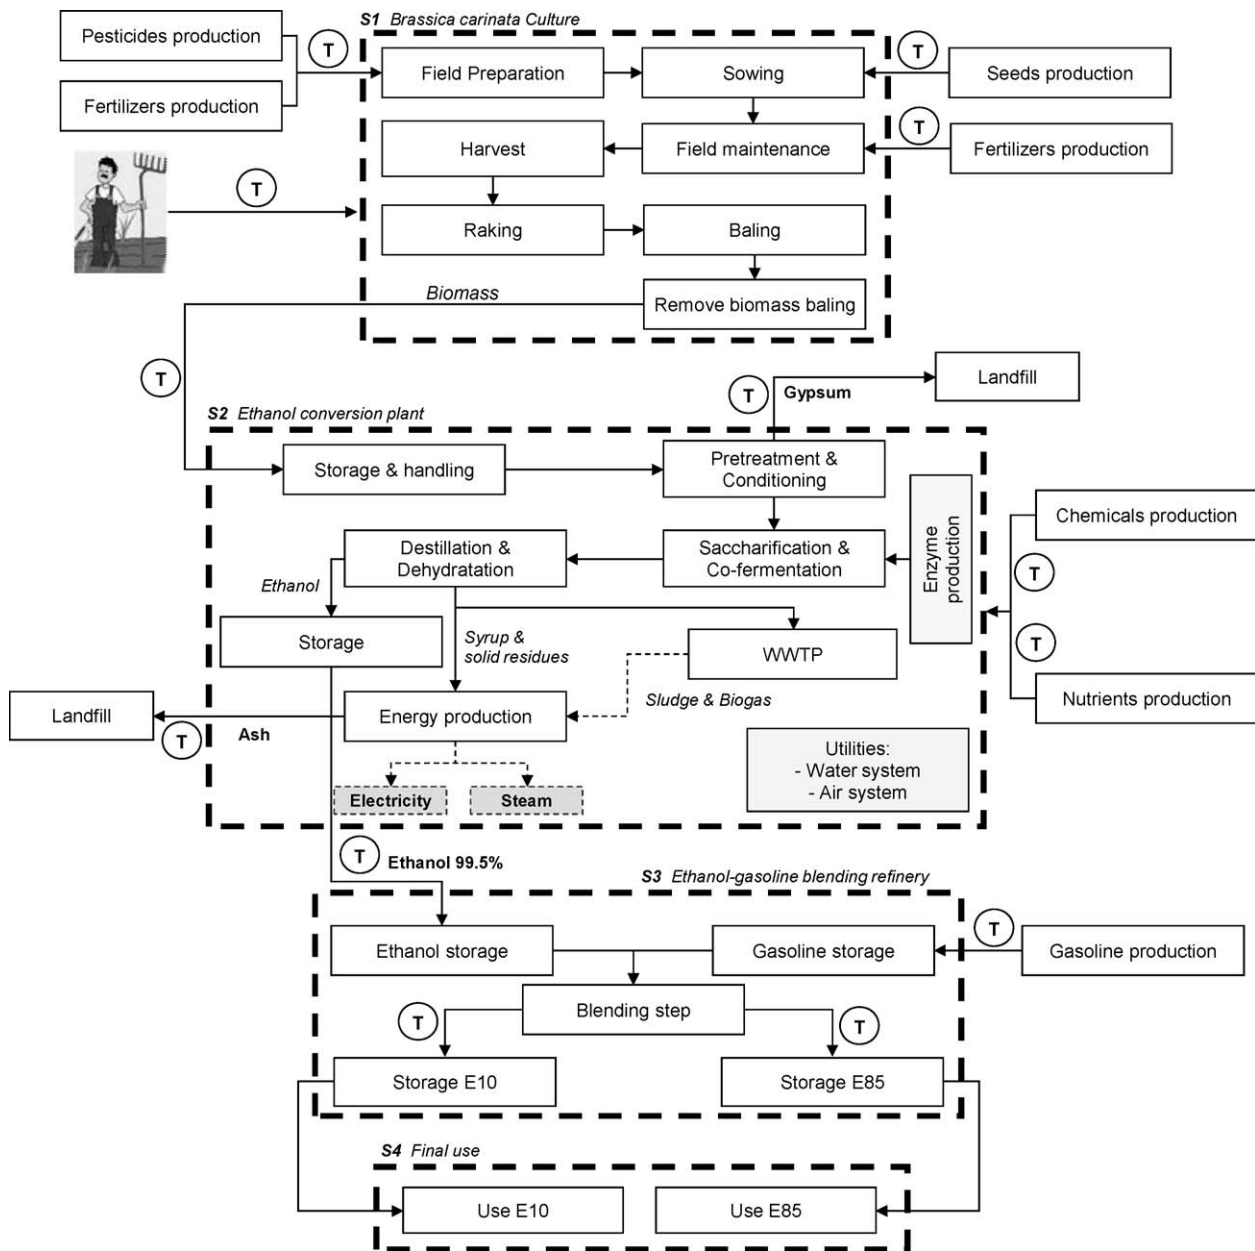 S1 Brassica carinata Culture
Pesticides production
T
Field Preparation
Sowing
T
Seeds production
Fertilizers production
Harvest
Field maintenance
T
Fertilizers production
T
Raking
Baling
Biomass
Remove biomass baling
T
T
Gypsum
Landfill
S2 Ethanol conversion plant
Storage & handling
Pretreatment &
Conditioning
Enzyme
production
Chemicals production
Destillation &
Dehydratation
Saccharification &
Co-fermentation
T
Ethanol
Storage
Syrup &
solid residues
WWTP
T
Nutrients production
Sludge & Biogas
Landfill
T
Ash
Energy production
Utilities:
- Water system
- Air system
Electricity
Steam
T
Ethanol 99.5%
S3 Ethanol-gasoline blending refinery
Ethanol storage
Gasoline storage
T
Gasoline production
Blending step
T
T
Storage E10
Storage E85
S4 Final use
Use E10
Use E85